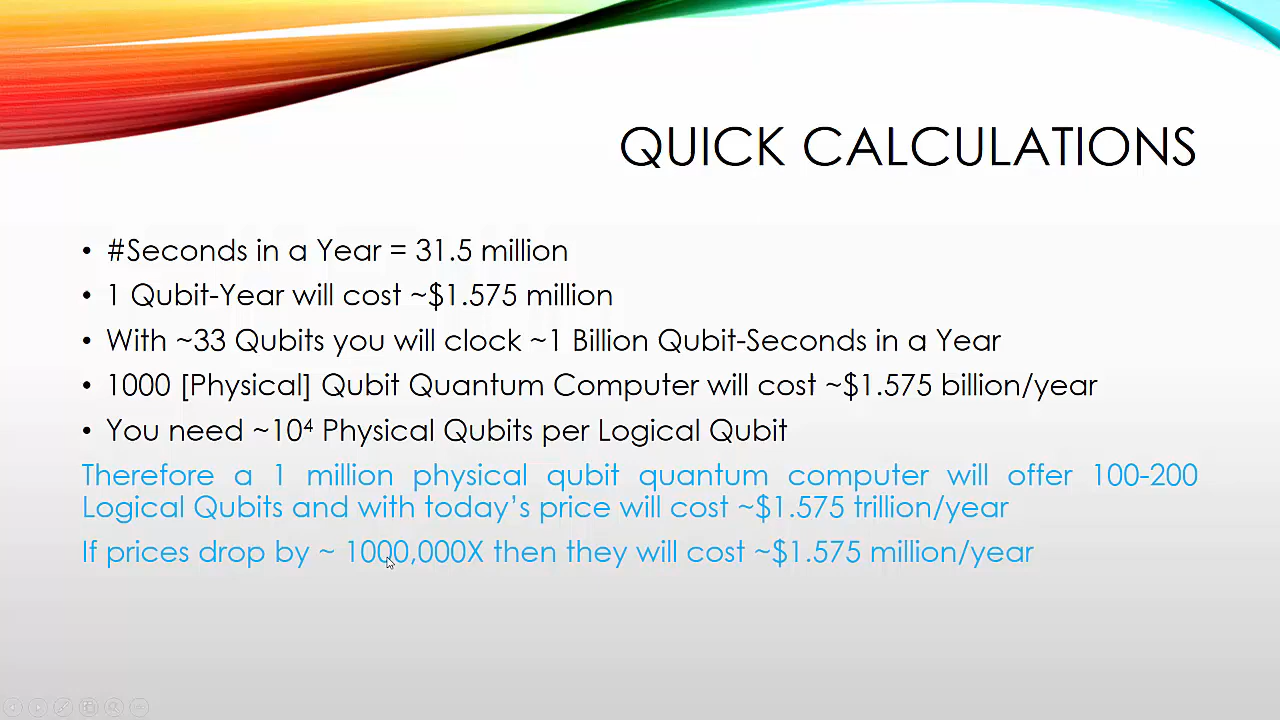 QUICK CALCULATIONS
• #Seconds in a Year = 31.5 million
• 1 Qubit-Year will cost ~$1.575 million
• With ~33 Qubits you will clock ~1 Billion Qubit-Seconds in a Year
• 1000 [Physical] Qubit Quantum Computer will cost ~$1.575 billion/year
• You need ~10⁴ Physical Qubits per Logical Qubit
Therefore a 1 million physical qubit quantum computer will offer 100-200
Logical Qubits and with today’s price will cost ~$1.575 trillion/year
If prices drop by ~ 1000,000X then they will cost ~$1.575 million/year